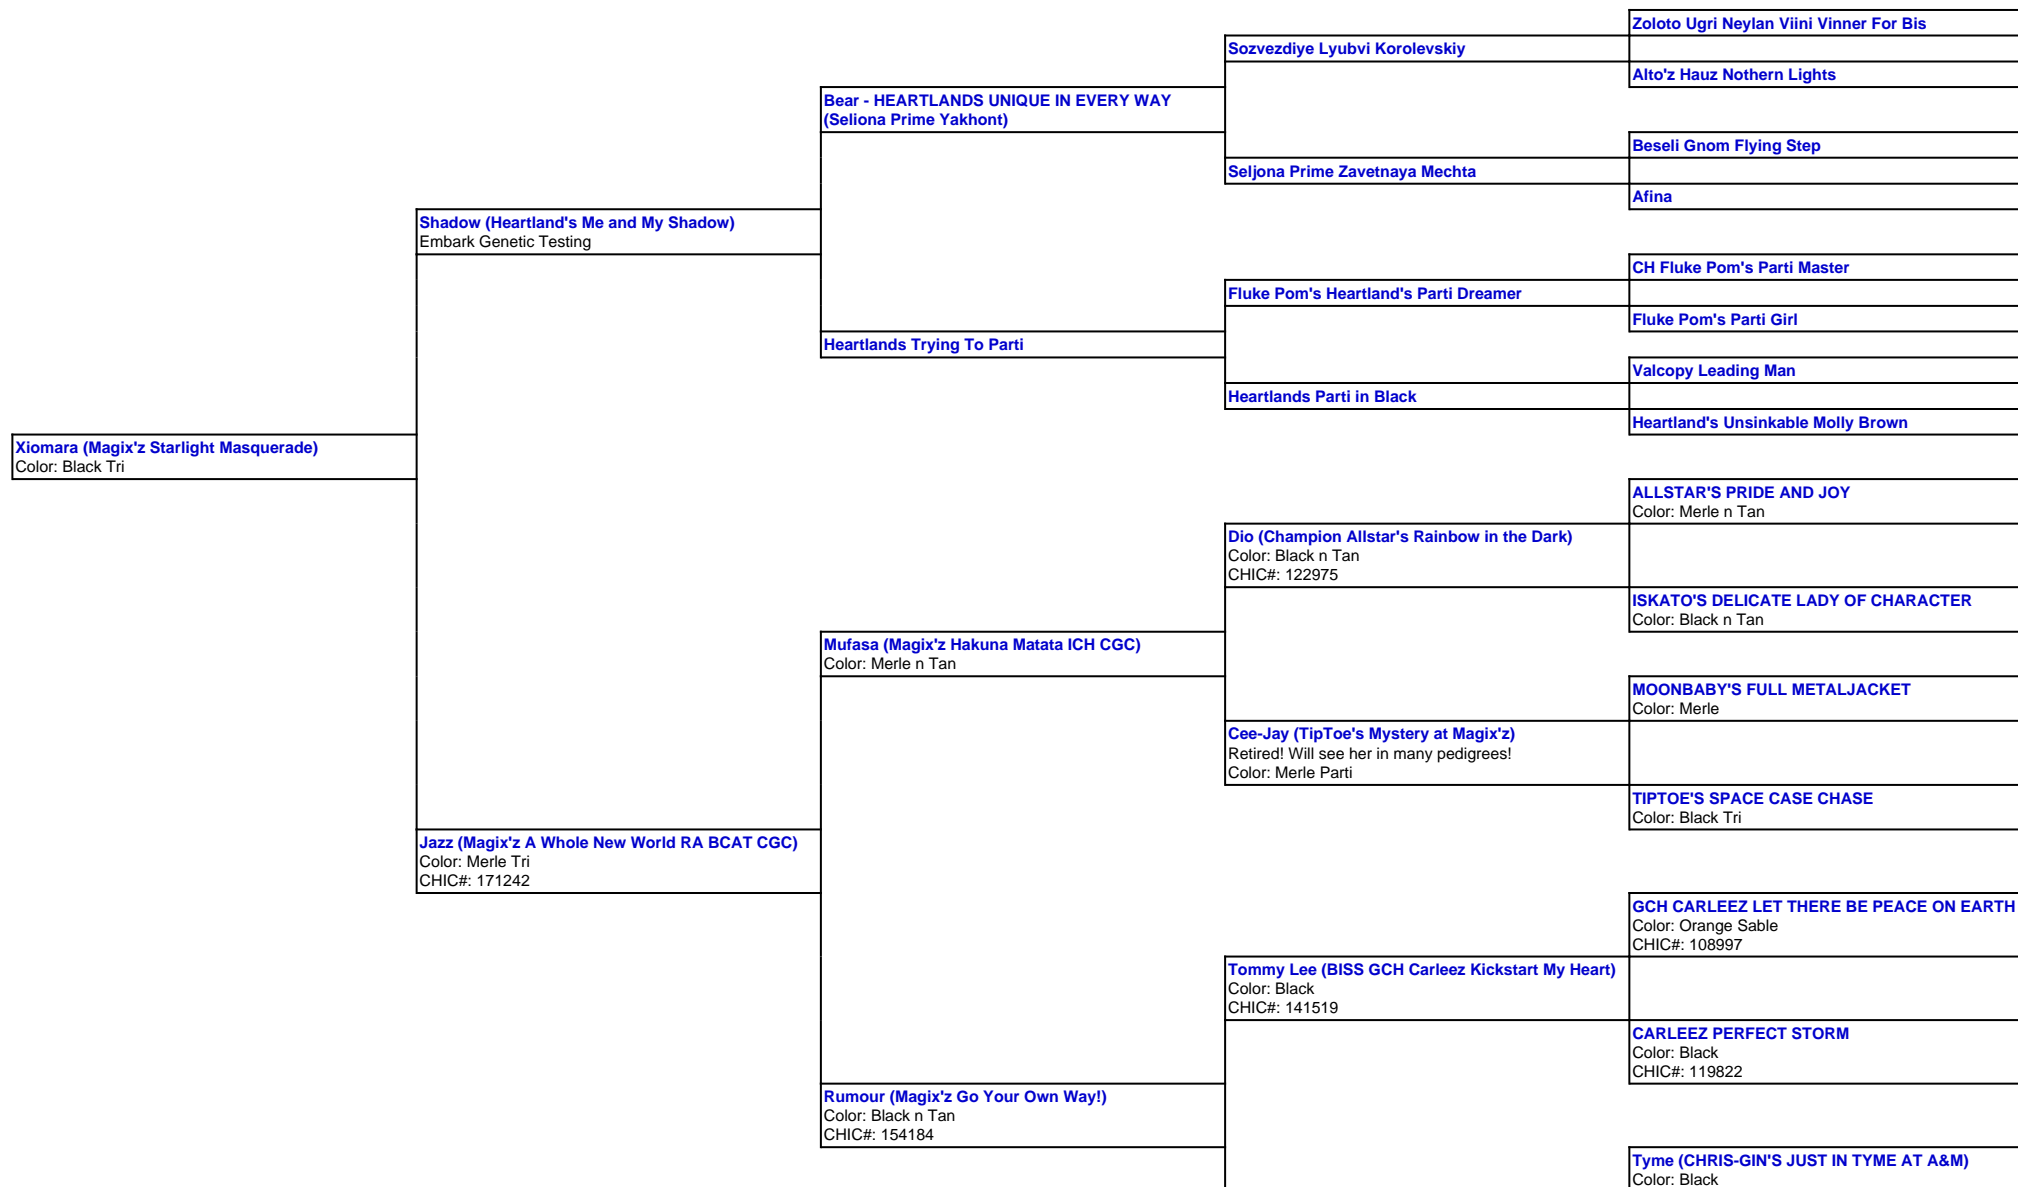 Zoloto Ugri Neylan Viini Vinner For Bis
Sozvezdiye Lyubvi Korolevskiy
Alto'z Hauz Nothern Lights
Bear - HEARTLANDS UNIQUE IN EVERY WAY
(Seliona Prime Yakhont)
Beseli Gnom Flying Step
Seljona Prime Zavetnaya Mechta
Afina
Shadow (Heartland's Me and My Shadow)
Embark Genetic Testing
CH Fluke Pom's Parti Master
Fluke Pom's Heartland's Parti Dreamer
Fluke Pom's Parti Girl
Heartlands Trying To Parti
Valcopy Leading Man
Heartlands Parti in Black
Heartland's Unsinkable Molly Brown
Xiomara (Magix'z Starlight Masquerade)
Color: Black Tri
ALLSTAR'S PRIDE AND JOY
Color: Merle n Tan
Dio (Champion Allstar's Rainbow in the Dark)
Color: Black n Tan
CHIC#: 122975
ISKATO'S DELICATE LADY OF CHARACTER
Color: Black n Tan
Mufasa (Magix'z Hakuna Matata ICH CGC)
Color: Merle n Tan
MOONBABY'S FULL METALJACKET
Color: Merle
Cee-Jay (TipToe's Mystery at Magix'z)
Retired! Will see her in many pedigrees!
Color: Merle Parti
TIPTOE'S SPACE CASE CHASE
Color: Black Tri
Jazz (Magix'z A Whole New World RA BCAT CGC)
Color: Merle Tri
CHIC#: 171242
GCH CARLEEZ LET THERE BE PEACE ON EARTH
Color: Orange Sable
CHIC#: 108997
Tommy Lee (BISS GCH Carleez Kickstart My Heart)
Color: Black
CHIC#: 141519
CARLEEZ PERFECT STORM
Color: Black
CHIC#: 119822
Rumour (Magix'z Go Your Own Way!)
Color: Black n Tan
CHIC#: 154184
Tyme (CHRIS-GIN'S JUST IN TYME AT A&M)
Color: Black